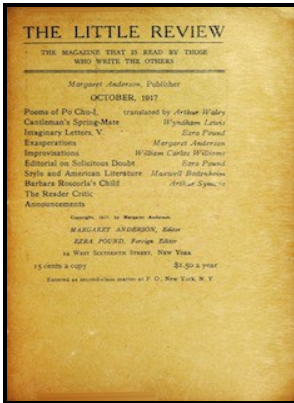 THE LITTLE REVIEW
THE MAGAZINE THAT IS READ BY THOSE
WHO WRITE THE OTHERS
Margaret Anderson, Publisher
OCTOBER, 1917
Poems of Po Chu-I, translated by Arthur Waley
Cantleman's Spring-Mate Wyndham Lewis
Imaginary Letters, V. Ezra Pound
Exasperations Margaret Anderson
Improvisations William Carlos Williams
Editorial on Solicitous Doubt Ezra Pound
Style and American Literature Maxwell Bodenheim
Barbara Roscorla's Child Arthur Symons
The Reader Critic
Announcements
Copyright, 1917, by Margaret Anderson.
MARGARET ANDERSON, Editor
EZRA POUND, Foreign Editor
24 WEST SIXTEENTH STREET, NEW YORK
15 cents a copy $1.50 a year
Entered as second-class matter at P. O., New York, N. Y.